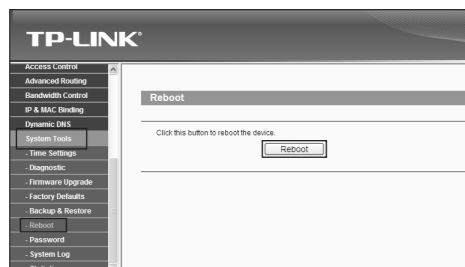 TP-LINK®
Access Control
Advanced Routing
Bandwidth Control
IP & MAC Binding
Dynamic DNS
System Tools
- Time Settings
- Diagnostic
- Firmware Upgrade
- Factory Defaults
- Backup & Restore
- Reboot
- Password
- System Log
Reboot
Click this button to reboot the device.
Reboot